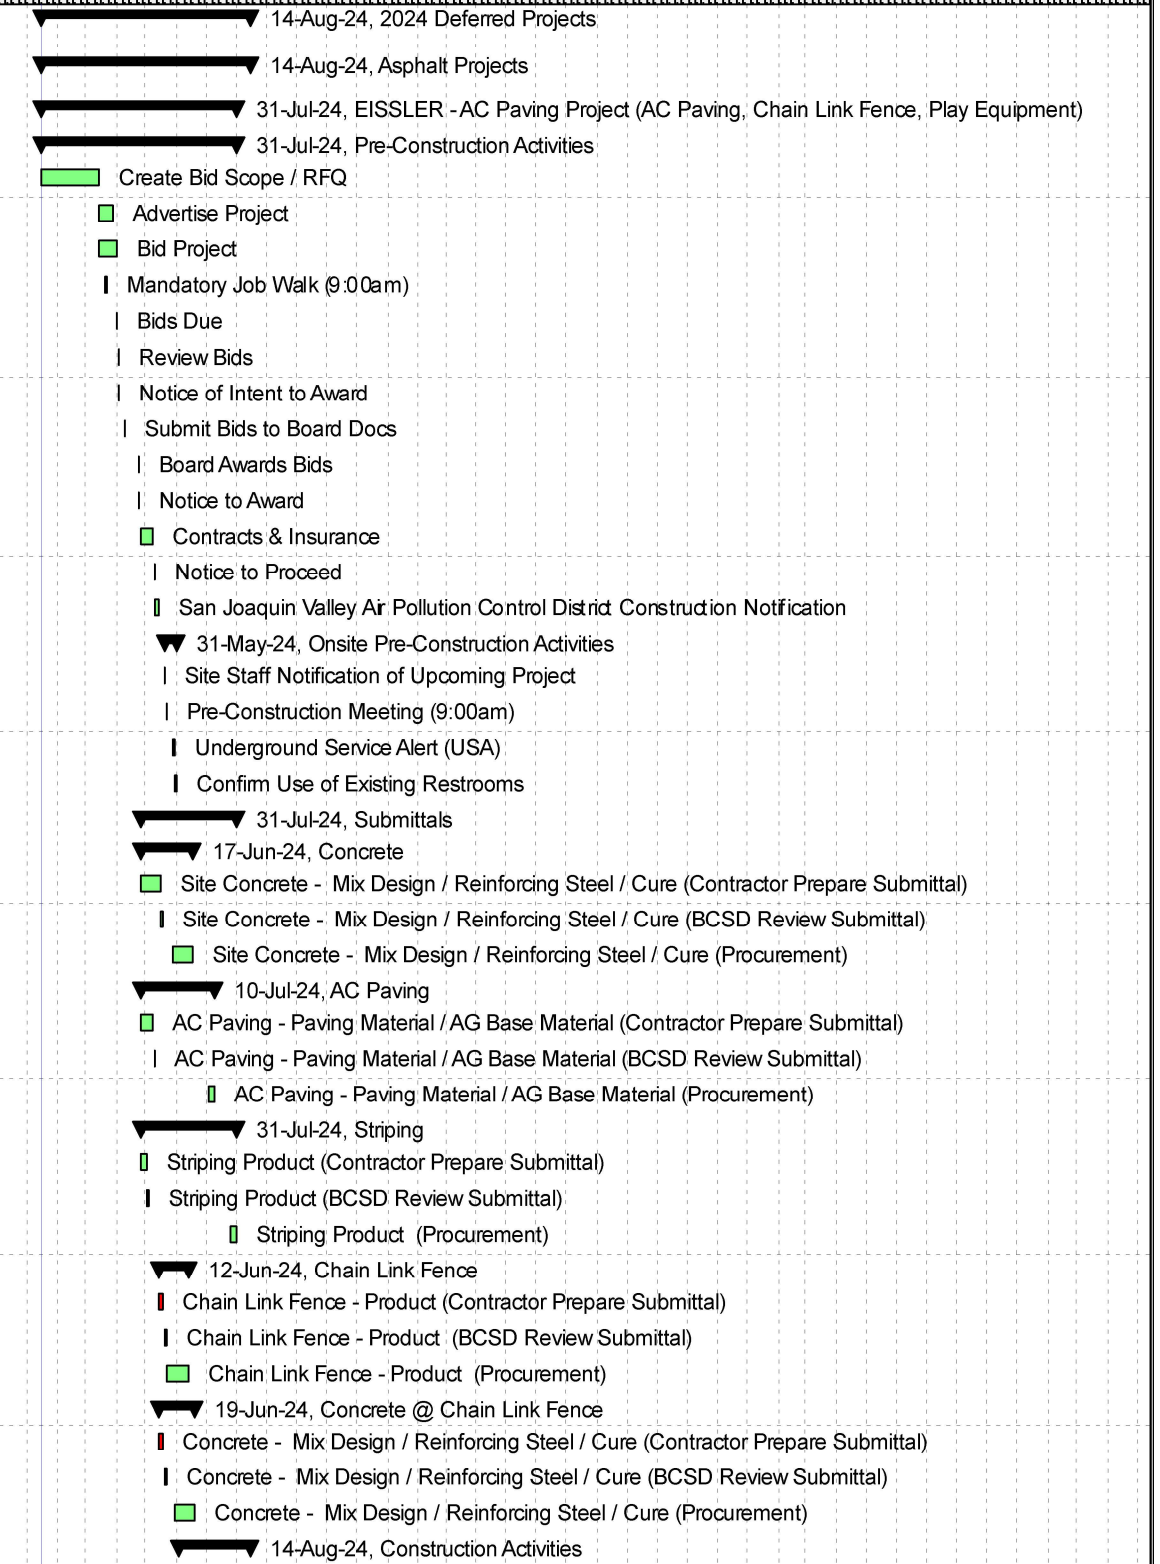 14-Aug-24, 2024 Deferred Projects
14-Aug-24, Asphalt Projects
31-Jul-24, EISSLER - AC Paving Project (AC Paving, Chain Link Fence, Play Equipment)
31-Jul-24, Pre-Construction Activities
Create Bid Scope / RFQ
Advertise Project
Bid Project
Mandatory Job Walk (9:00am)
Bids Due
Review Bids
Notice of Intent to Award
Submit Bids to Board Docs
Board Awards Bids
Notice to Award
Contracts & Insurance
Notice to Proceed
San Joaquin Valley Air Pollution Control District Construction Notification
31-May-24, Onsite Pre-Construction Activities
Site Staff Notification of Upcoming Project
Pre-Construction Meeting (9:00am)
Underground Service Alert (USA)
Confirm Use of Existing Restrooms
31-Jul-24, Submittals
17-Jun-24, Concrete
Site Concrete - Mix Design / Reinforcing Steel / Cure (Contractor Prepare Submittal)
Site Concrete - Mix Design / Reinforcing Steel / Cure (BCSD Review Submittal)
Site Concrete - Mix Design / Reinforcing Steel / Cure (Procurement)
10-Jul-24, AC Paving
AC Paving - Paving Material / AG Base Material (Contractor Prepare Submittal)
AC Paving - Paving Material / AG Base Material (BCSD Review Submittal)
AC Paving - Paving Material / AG Base Material (Procurement)
31-Jul-24, Striping
Striping Product (Contractor Prepare Submittal)
Striping Product (BCSD Review Submittal)
Striping Product (Procurement)
12-Jun-24, Chain Link Fence
Chain Link Fence - Product (Contractor Prepare Submittal)
Chain Link Fence - Product (BCSD Review Submittal)
Chain Link Fence - Product (Procurement)
19-Jun-24, Concrete @ Chain Link Fence
Concrete - Mix Design / Reinforcing Steel / Cure (Contractor Prepare Submittal)
Concrete - Mix Design / Reinforcing Steel / Cure (BCSD Review Submittal)
Concrete - Mix Design / Reinforcing Steel / Cure (Procurement)
14-Aug-24, Construction Activities